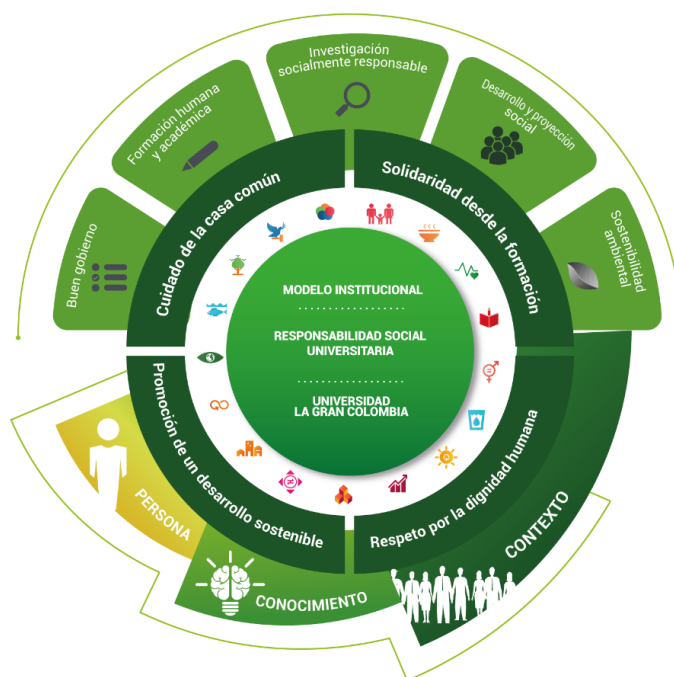 Investigación
socialmente responsable
Formación humana
y académica
Desarrollo y proyección
social
Buen gobierno
Sostenibilidad
ambiental
Cuidado de la casa común
Solidaridad desde la formación
MODELO INSTITUCIONAL
RESPONSABILIDAD SOCIAL
UNIVERSITARIA
UNIVERSIDAD
LA GRAN COLOMBIA
Promoción de un desarrollo sostenible
Respeto por la dignidad humana
PERSONA
CONOCIMIENTO
CONTEXTO